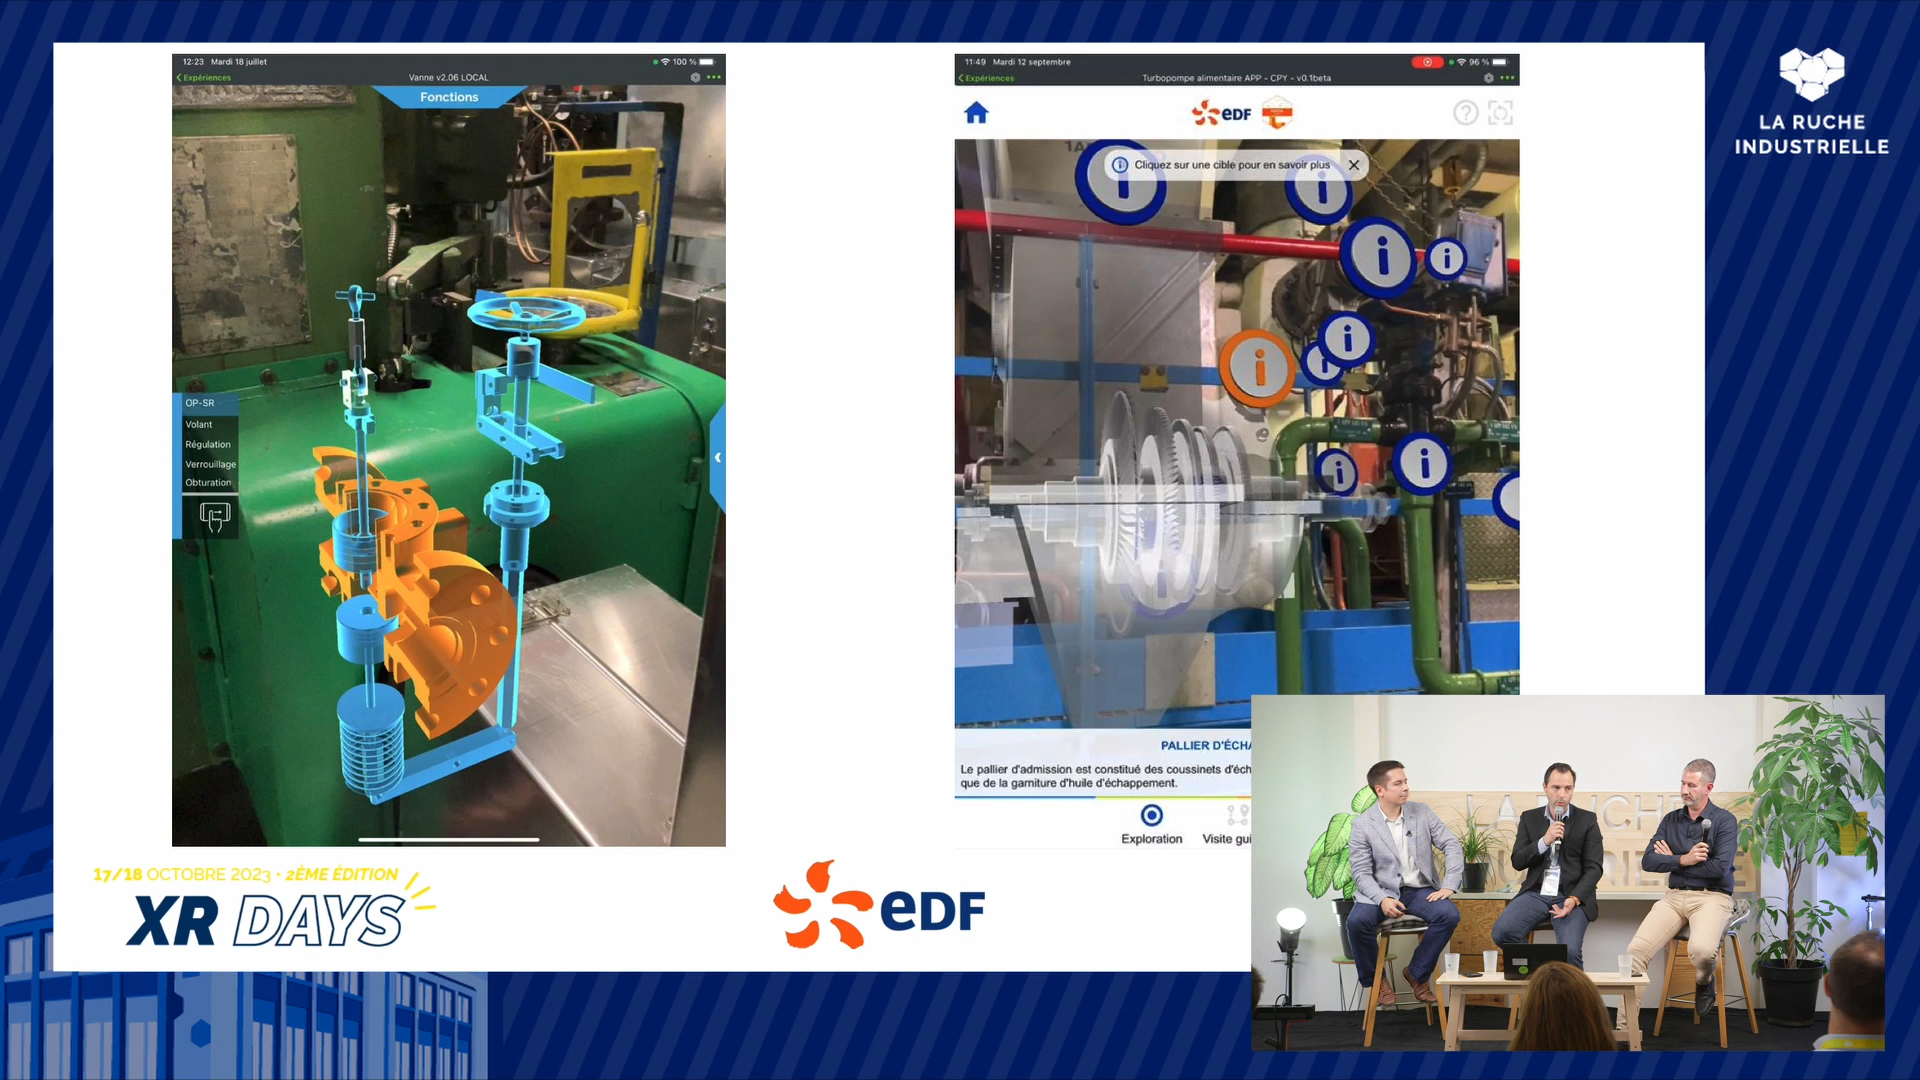 12:23 Mardi 18 juillet
100 %
Expériences
Vanne v2.06 LOCAL
Fonctions
OP-SR
Volant
Régulation
Verrouillage
Obturation
11:49 Mardi 12 septembre
96 %
Expériences
Turbopompe alimentaire APP - CPY - v0.1beta
eDF
Cliquez sur une cible pour en savoir plus
PALLIER D'ÉCHA
Le pallier d'admission est constitué des coussinets d'éch
que de la garniture d'huile d'échappement.
Exploration
Visite gui
LA RUCHE
INDUSTRIELLE
17/18 OCTOBRE 2023 • 2ÈME ÉDITION
XR DAYS
eDF